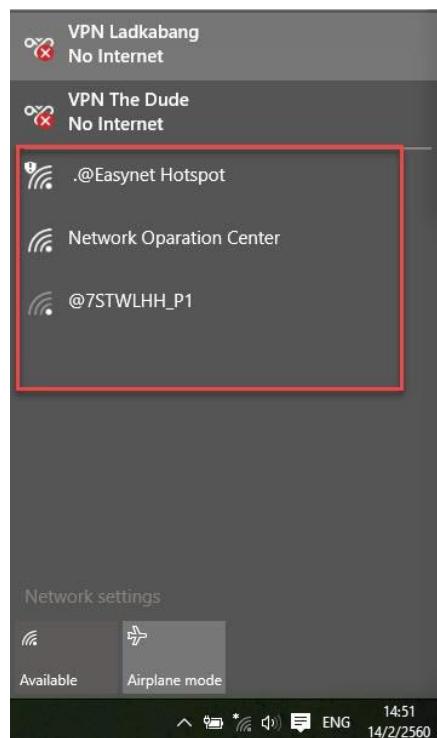 VPN Ladkabang
No Internet
VPN The Dude
No Internet
.@Easynet Hotspot
Network Oparation Center
@7STWLHH_P1
Network settings
Available
Airplane mode
ENG
14:51
14/2/2560